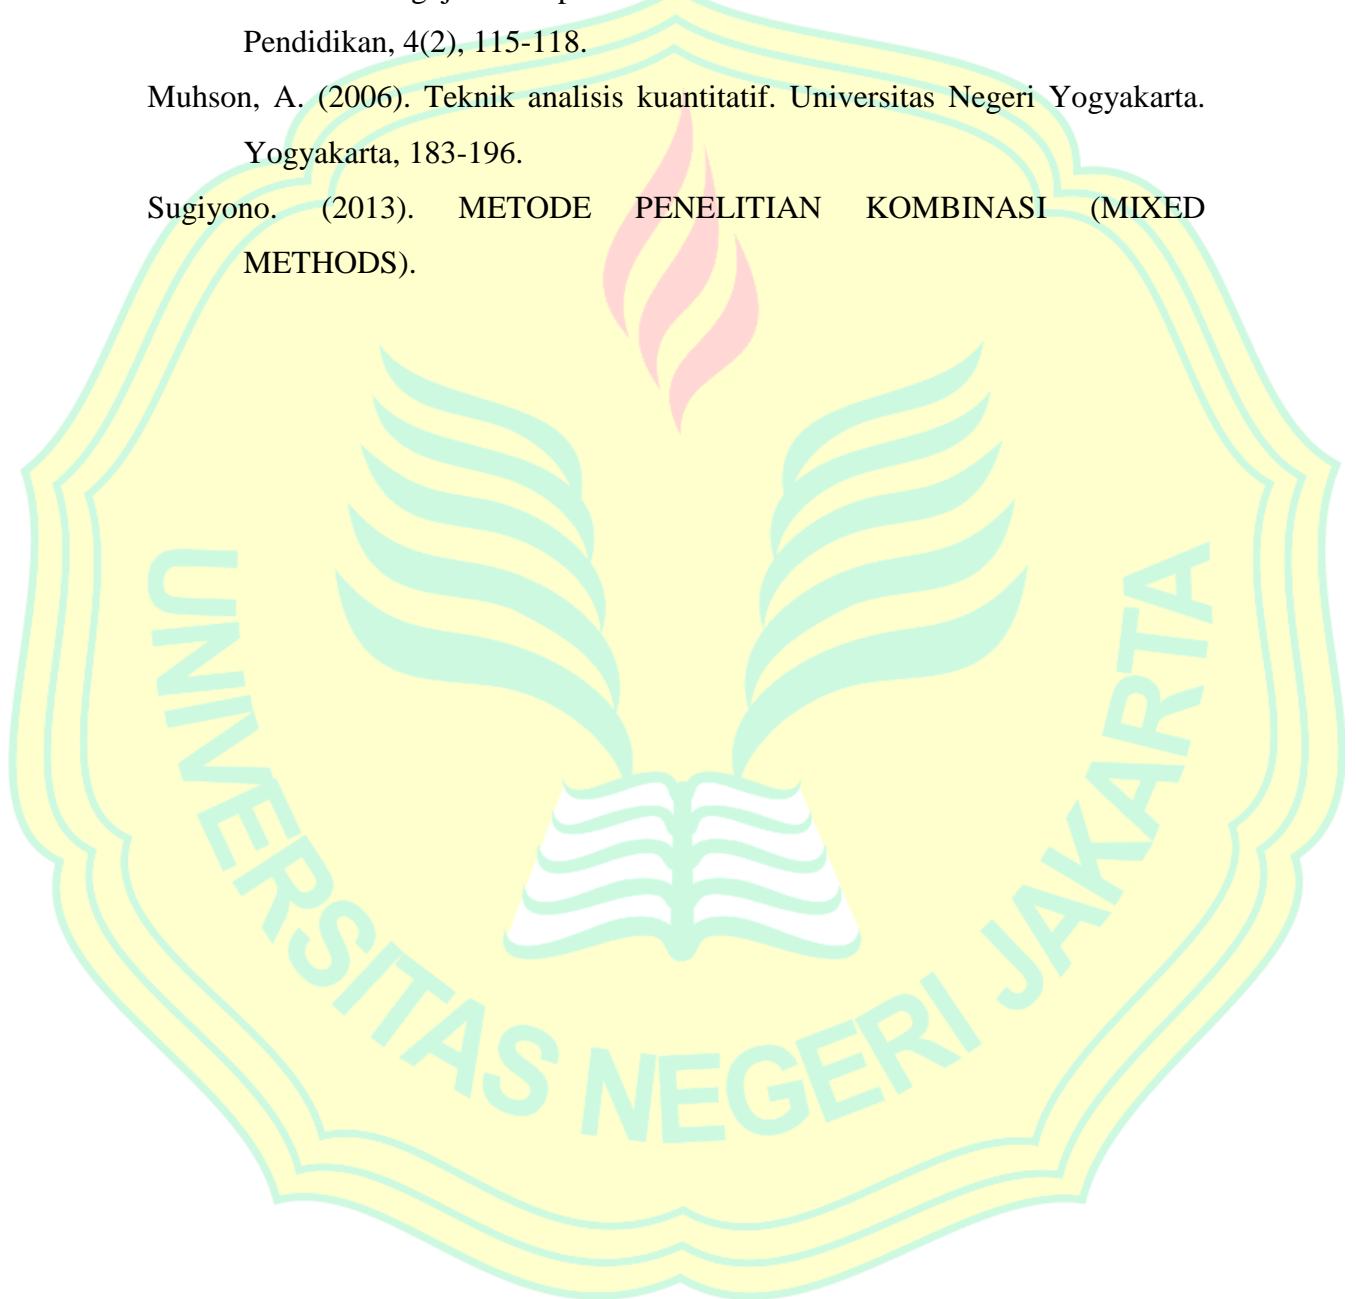 Pendidikan, 4(2), 115-118.
Muhson, A. (2006). Teknik analisis kuantitatif. Universitas Negeri Yogyakarta.
Yogyakarta, 183-196.
Sugiyono. (2013). METODE PENELITIAN KOMBINASI (MIXED
METHODS).
UNIVERSITAS NEGERI JAKARTA